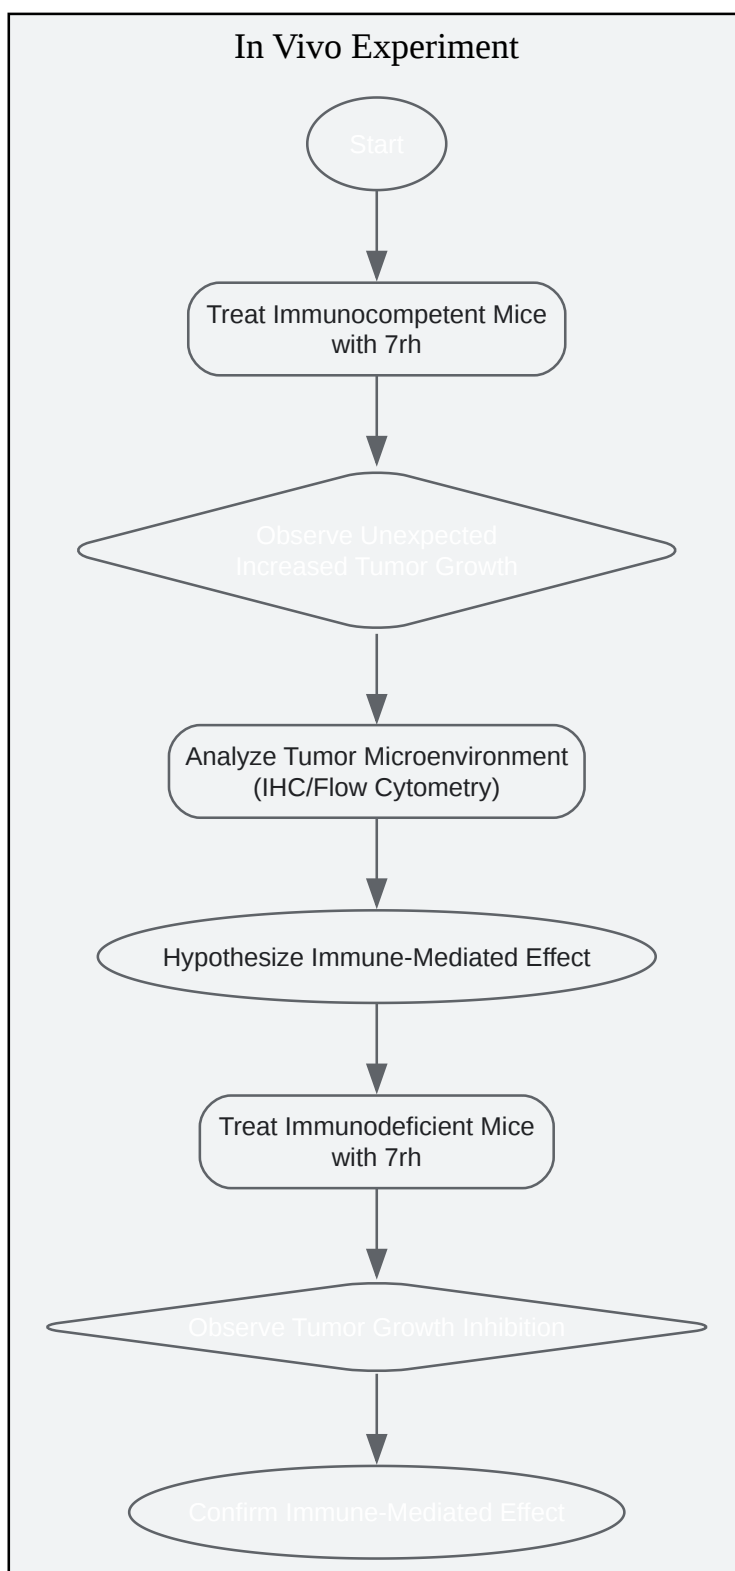 In Vivo Experiment
Start
Treat Immunocompetent Mice
with 7rh
Observe Unexpected
Increased Tumor Growth
Analyze Tumor Microenvironment
(IHC/Flow Cytometry)
Hypothesize Immune-Mediated Effect
Treat Immunodeficient Mice
with 7rh
Observe Tumor Growth Inhibition
Confirm Immune-Mediated Effect